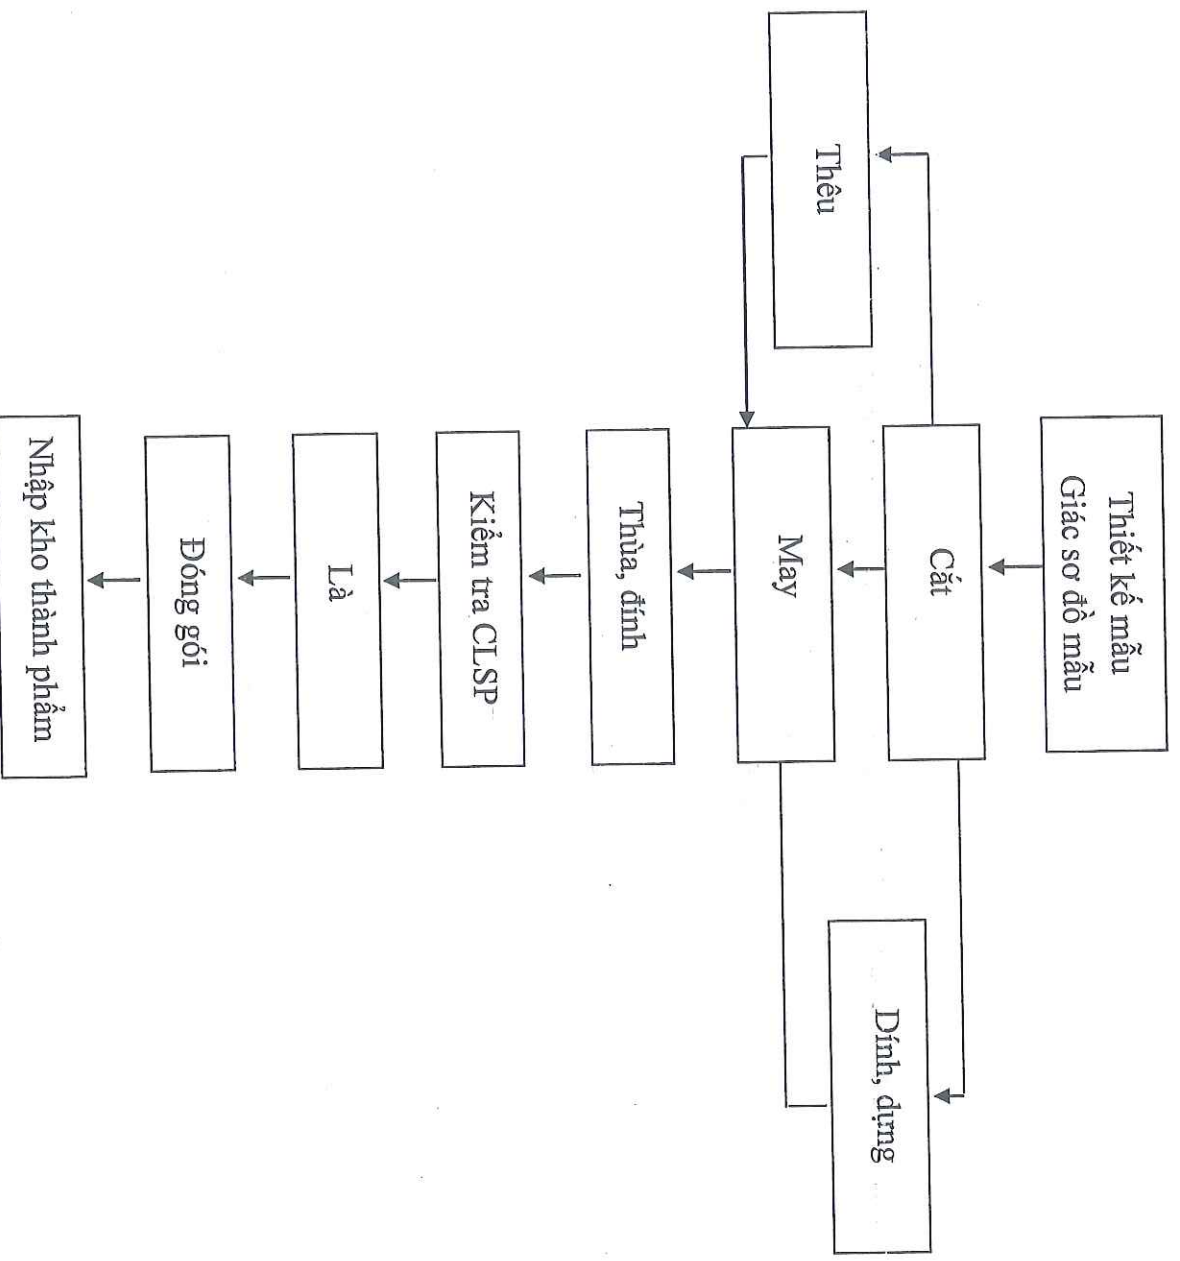 Thiết kế mẫu
Giác sơ đồ mẫu
Cắt
Thêu
Dính, dựng
May
Thùa, đính
Kiểm tra CLSP
Là
Đóng gói
Nhập kho thành phẩm